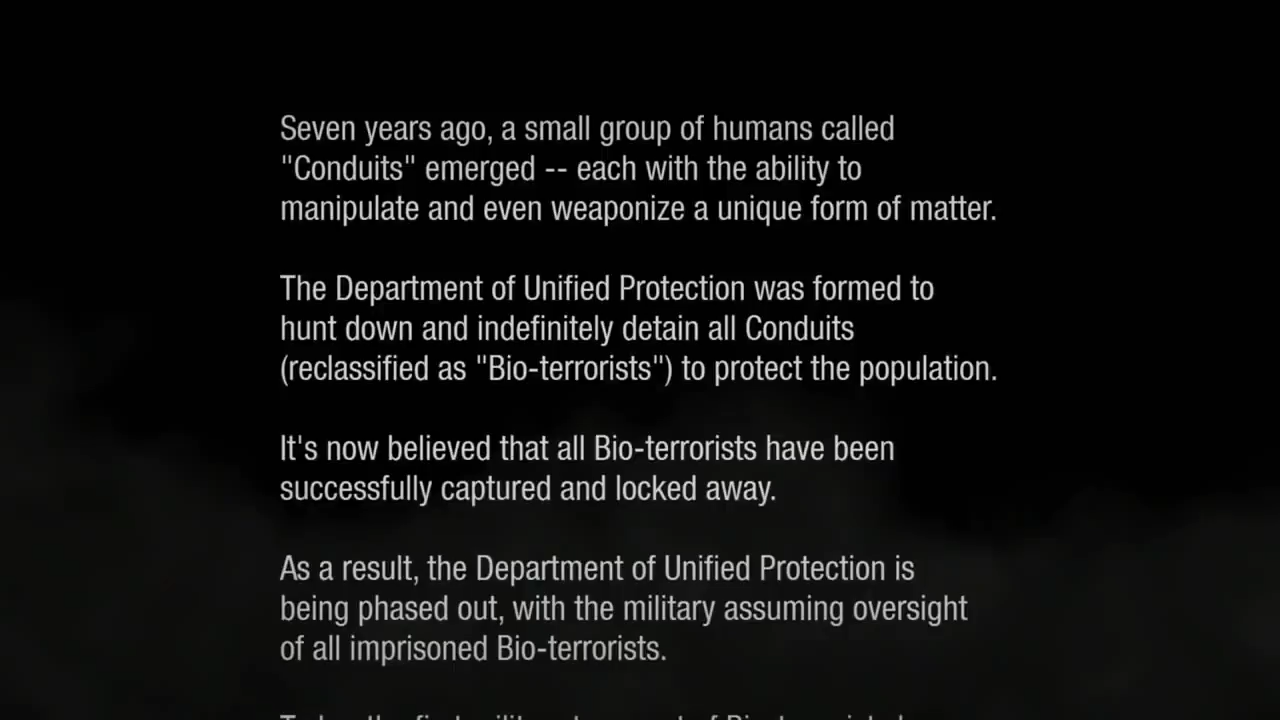 Seven years ago, a small group of humans called
"Conduits" emerged -- each with the ability to
manipulate and even weaponize a unique form of matter.
The Department of Unified Protection was formed to
hunt down and indefinitely detain all Conduits
(reclassified as "Bio-terrorists") to protect the population.
It's now believed that all Bio-terrorists have been
successfully captured and locked away.
As a result, the Department of Unified Protection is
being phased out, with the military assuming oversight
of all imprisoned Bio-terrorists.